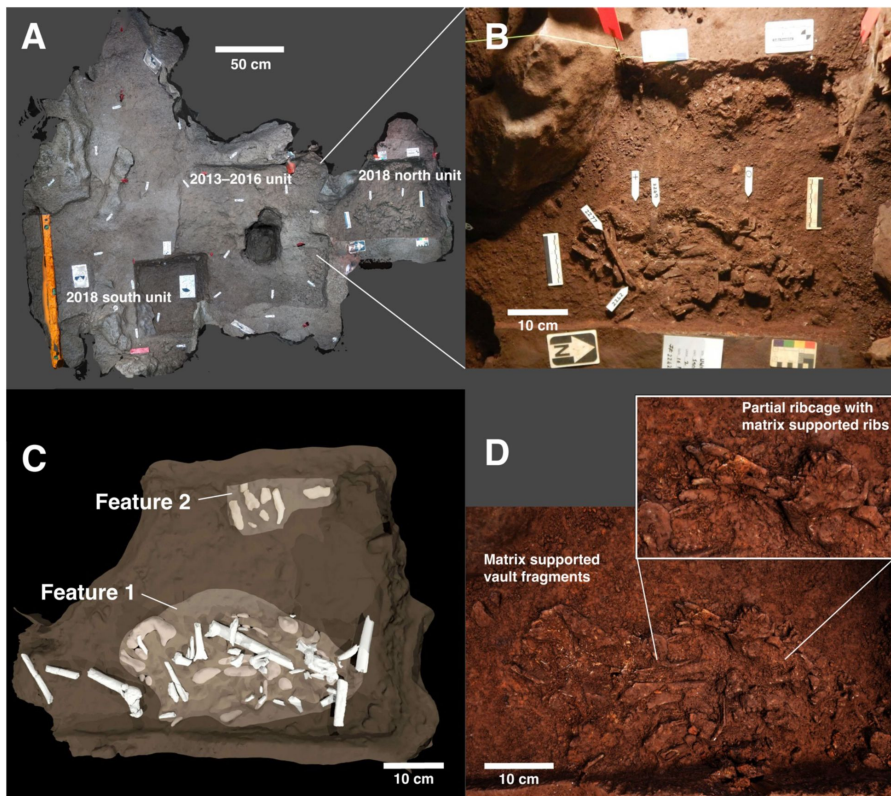 A
50 cm
2013–2016 unit
2018 north unit
2018 south unit
B
10 cm
N
C
Feature 2
Feature 1
10 cm
D
Partial ribcage with
matrix supported ribs
Matrix supported
vault fragments
10 cm